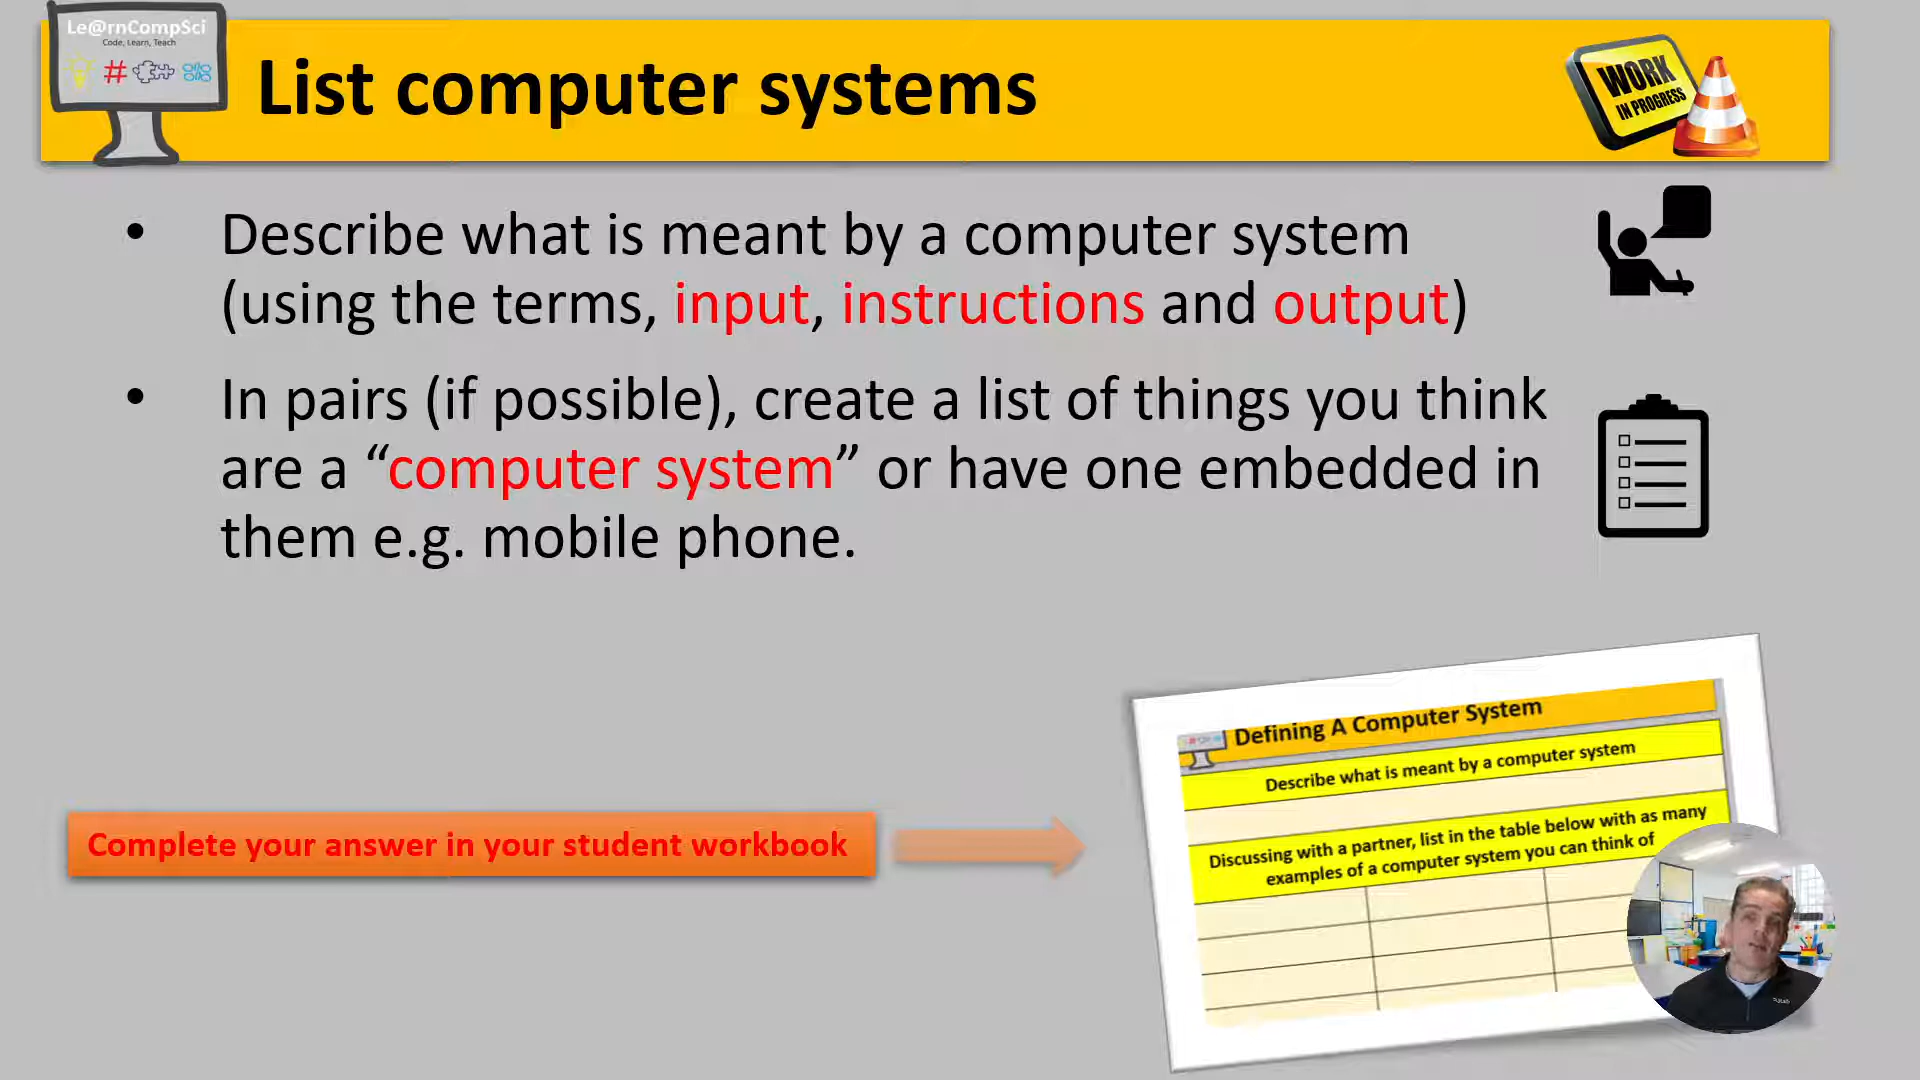 Le@rnCompSci
Code, Learn, Teach
List computer systems
WORK
IN PROGRESS
• Describe what is meant by a computer system
(using the terms, input, instructions and output)
• In pairs (if possible), create a list of things you think
are a “computer system” or have one embedded in
them e.g. mobile phone.
Complete your answer in your student workbook
Defining A Computer System
Describe what is meant by a computer system
Discussing with a partner, list in the table below with as many
examples of a computer system you can think of